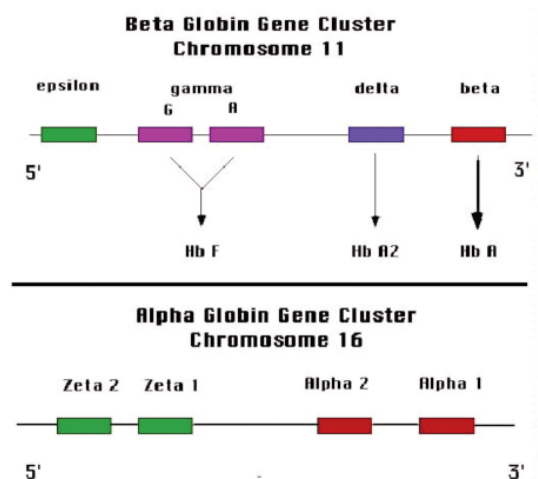 Beta Globin Gene Cluster
Chromosome 11
epsilon gamma delta beta
G A
5' 3'
Hb F Hb A2 Hb A
Alpha Globin Gene Cluster
Chromosome 16
Zeta 2 Zeta 1 Alpha 2 Alpha 1
5' 3'